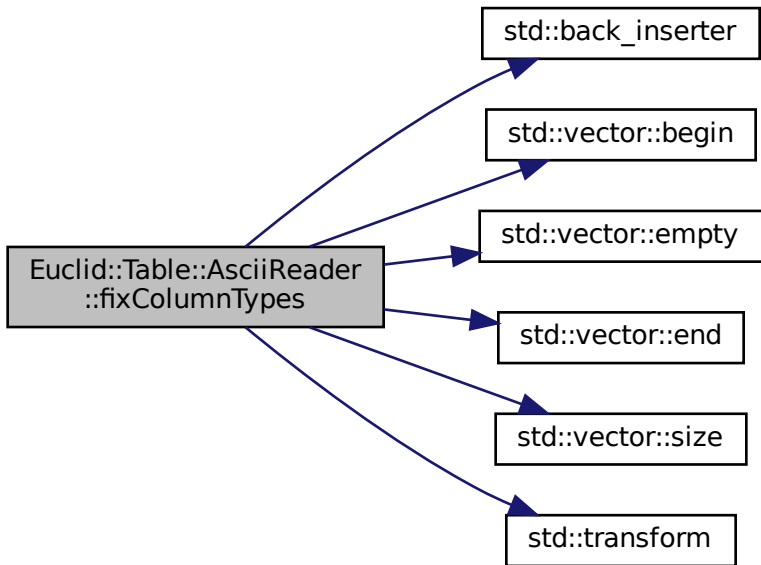 std::back_inserter
std::vector::begin
std::vector::empty
Euclid::Table::AsciiReader
::fixColumnTypes
std::vector::end
std::vector::size
std::transform